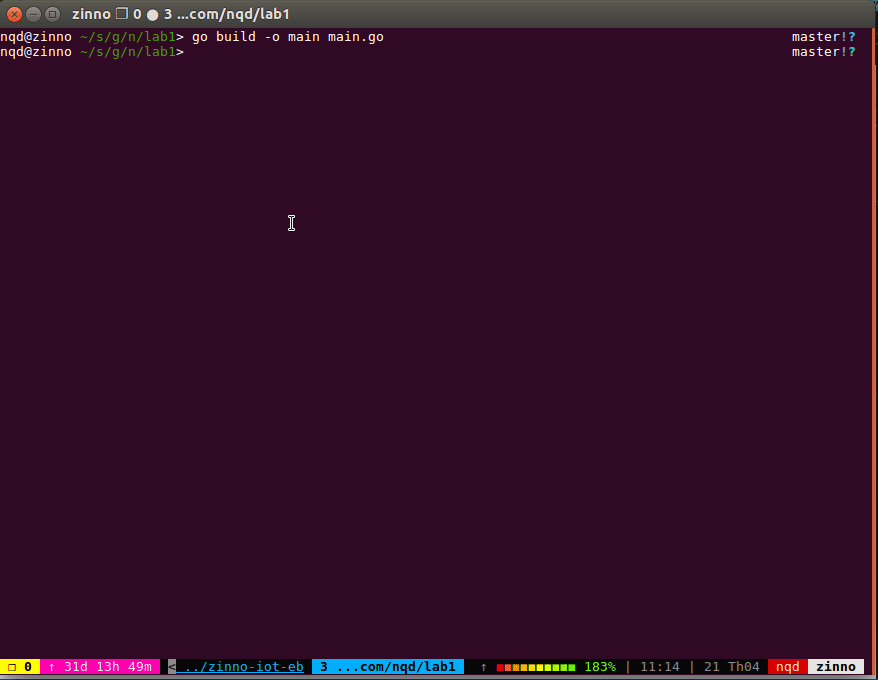 zinno ❐ 0 ● 3 ...com/nqd/lab1
nqd@zinno ~/s/g/n/lab1> go build -o main main.go master!?
nqd@zinno ~/s/g/n/lab1> master!?
❐ 0 ↑ 31d 13h 49m < ../zinno-iot-eb 3 ...com/nqd/lab1 ↑ 183% | 11:14 | 21 Th04 nqd zinno